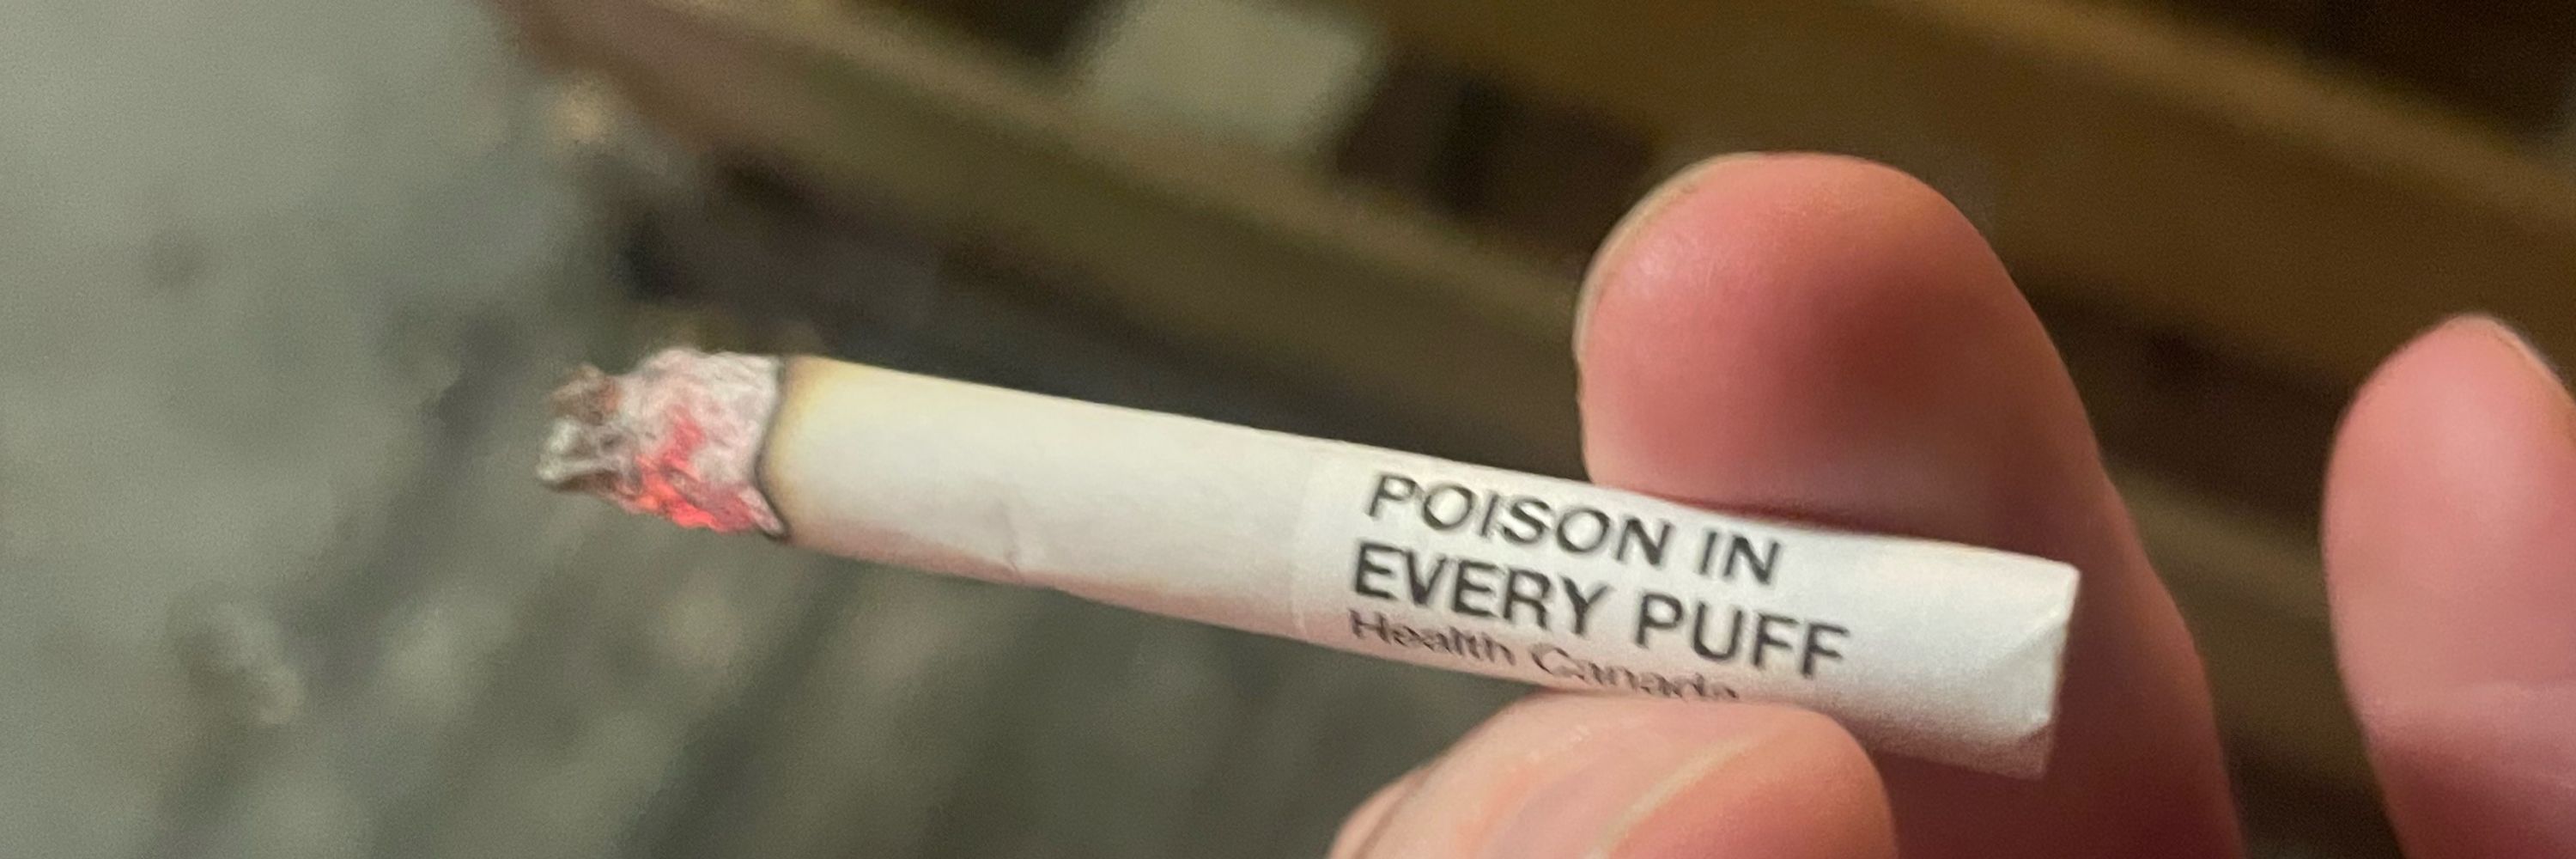 POISON IN
EVERY PUFF
Health Canada